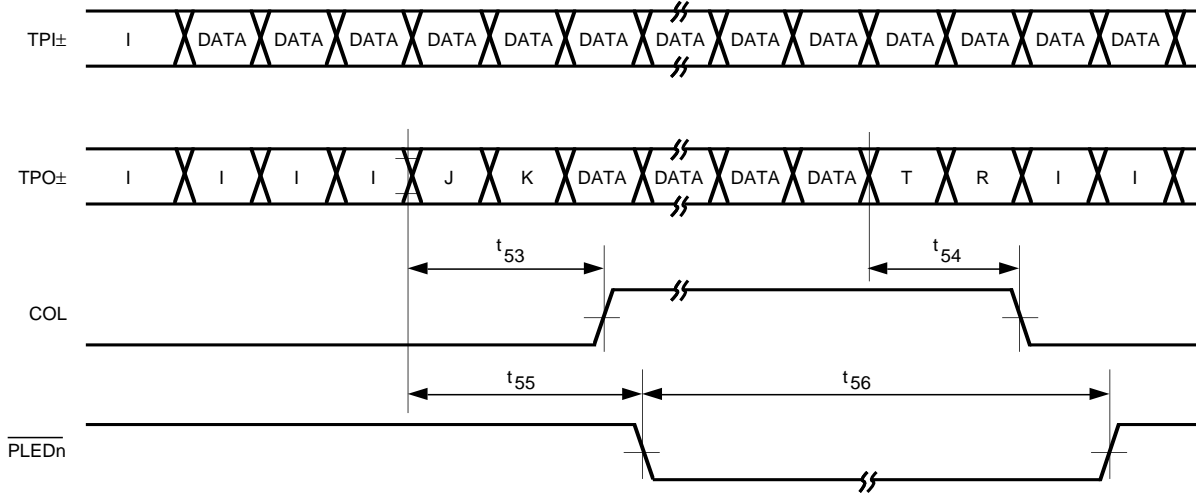 TPI± I DATA DATA DATA DATA DATA DATA DATA DATA DATA DATA DATA DATA DATA
TPO± I I I I J K DATA DATA DATA DATA T R I I
t53 t54
COL
t55 t56
PLEDn